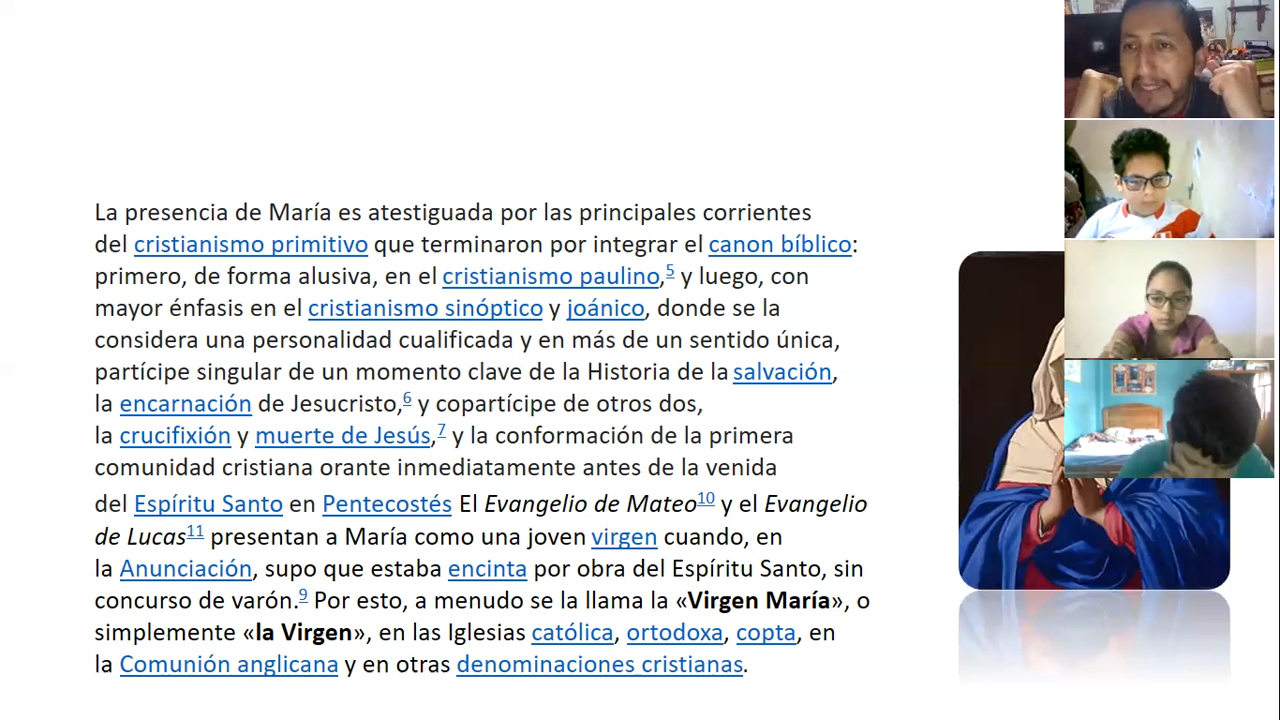 La presencia de María es atestiguada por las principales corrientes
del cristianismo primitivo que terminaron por integrar el canon bíblico:
primero, de forma alusiva, en el cristianismo paulino,5 y luego, con
mayor énfasis en el cristianismo sinóptico y joánico, donde se la
considera una personalidad cualificada y en más de un sentido única,
partícipe singular de un momento clave de la Historia de la salvación,
la encarnación de Jesucristo,6 y copartícipe de otros dos,
la crucifixión y muerte de Jesús,7 y la conformación de la primera
comunidad cristiana orante inmediatamente antes de la venida
del Espíritu Santo en Pentecostés El Evangelio de Mateo10 y el Evangelio
de Lucas11 presentan a María como una joven virgen cuando, en
la Anunciación, supo que estaba encinta por obra del Espíritu Santo, sin
concurso de varón.9 Por esto, a menudo se la llama la «Virgen María», o
simplemente «la Virgen», en las Iglesias católica, ortodoxa, copta, en
la Comunión anglicana y en otras denominaciones cristianas.